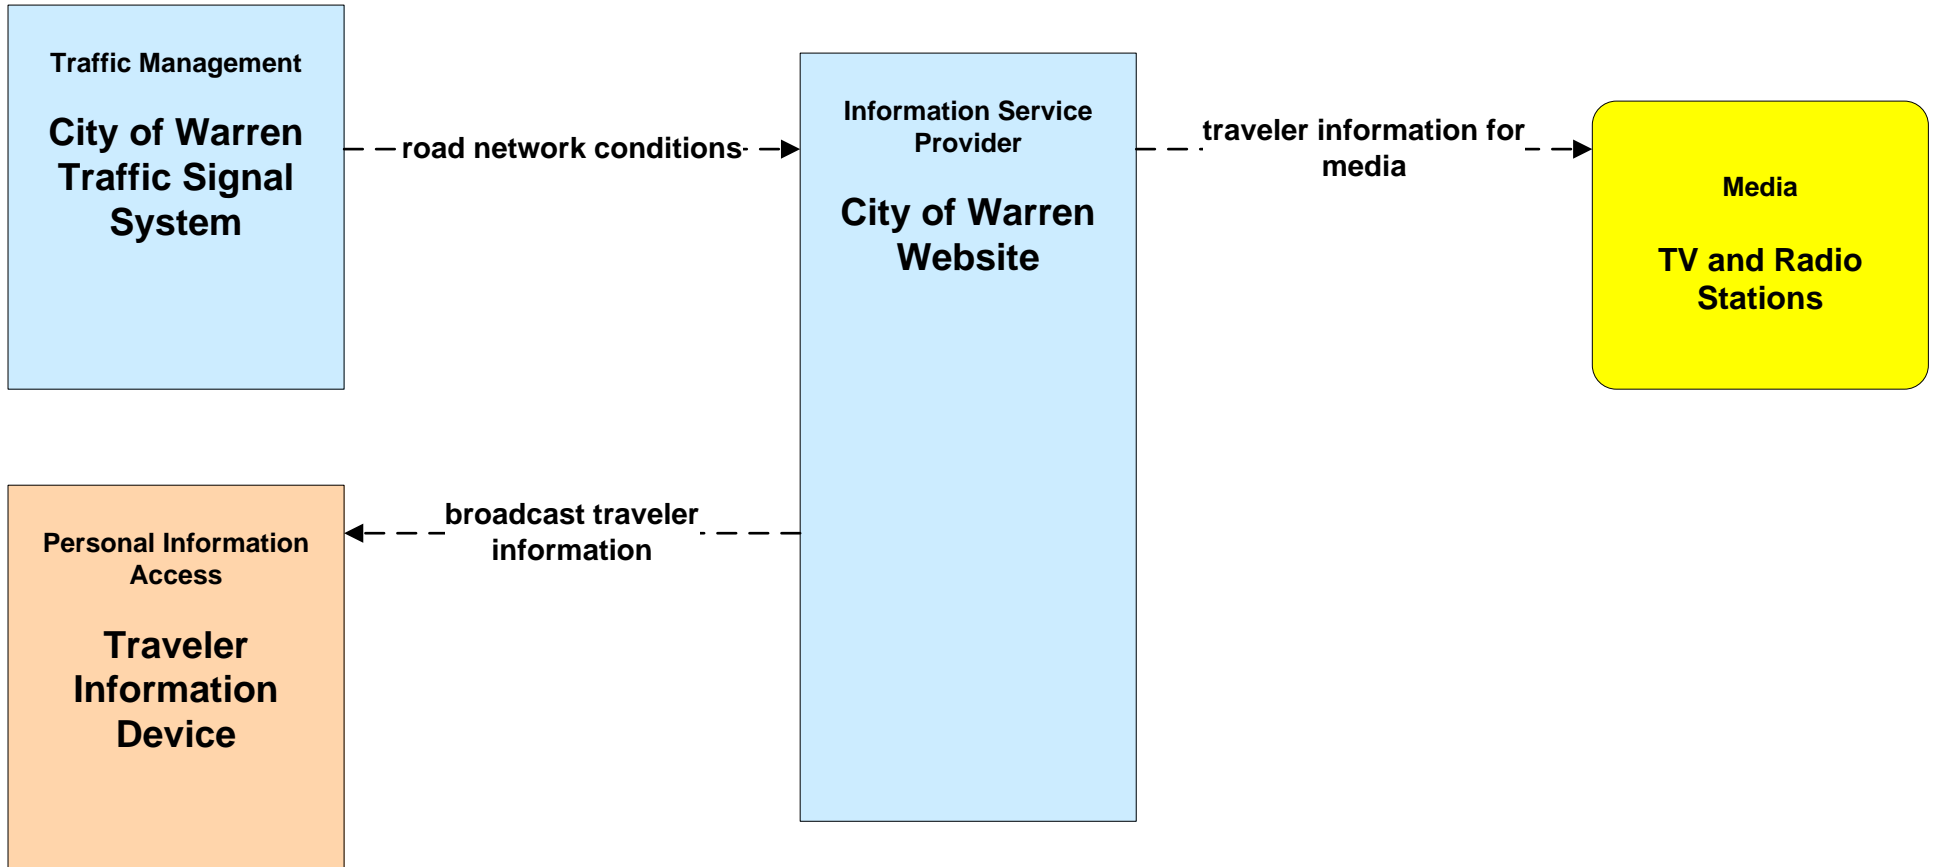 Traffic Management
City of Warren
Traffic Signal
System
road network conditions
Information Service
Provider
City of Warren
Website
traveler information for
media
Media
TV and Radio
Stations
broadcast traveler
information
Personal Information
Access
Traveler
Information
Device